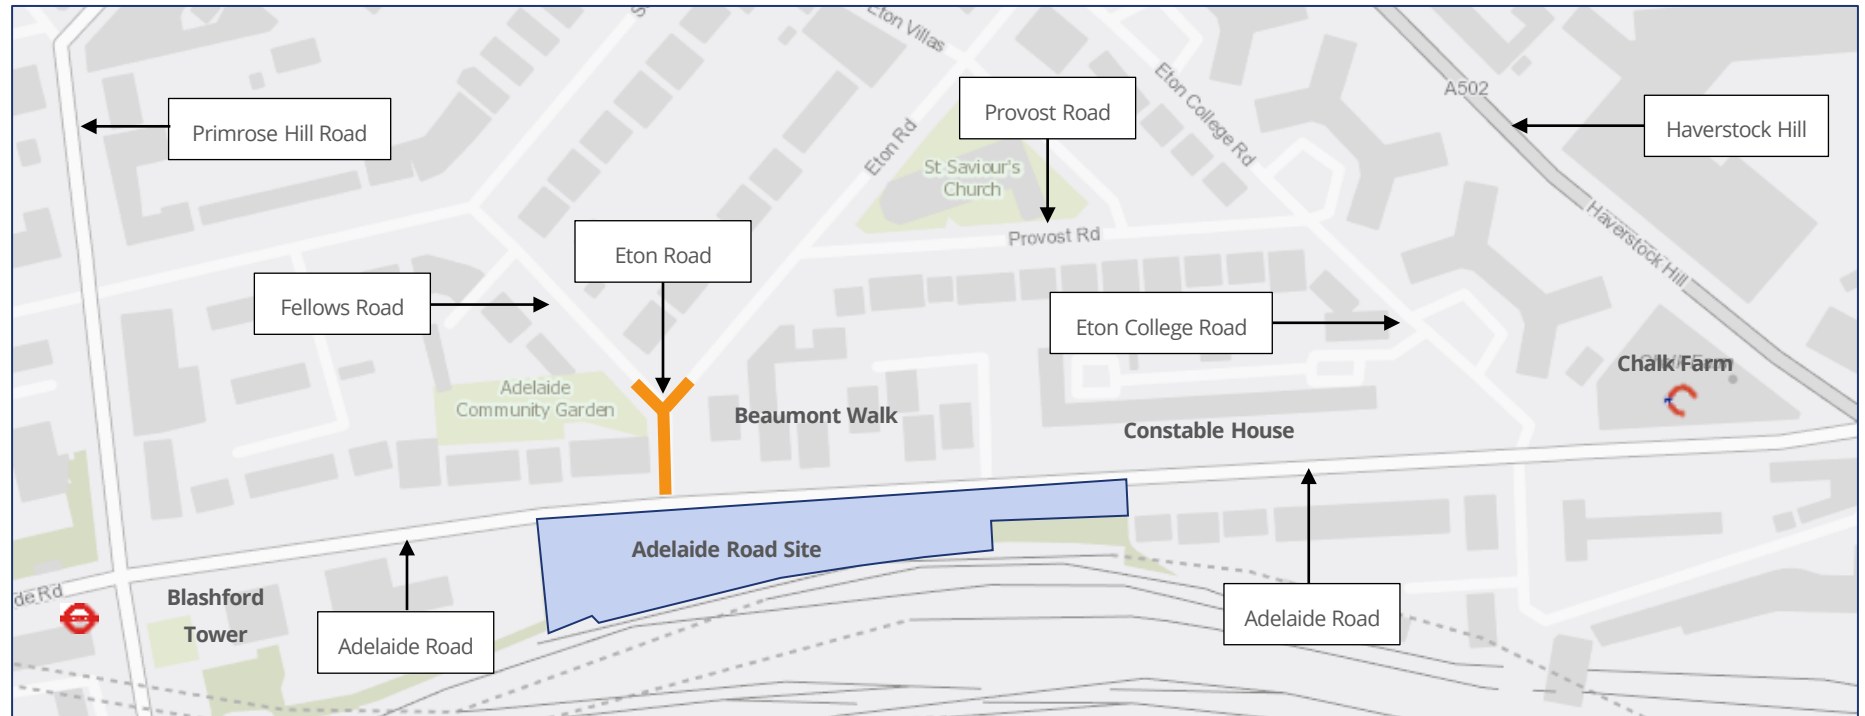 S
Eton Villas
Eton College Rd
A502
Provost Road
Haverstock Hill
Primrose Hill Road
Eton Rd
St Saviour's
Church
Haverstock Hill
Provost Rd
Eton Road
Fellows Road
Eton College Road
Chalk Farm
Adelaide
Community Garden
Beaumont Walk
Constable House
Adelaide Road Site
de Rd
Blashford
Tower
Adelaide Road
Adelaide Road